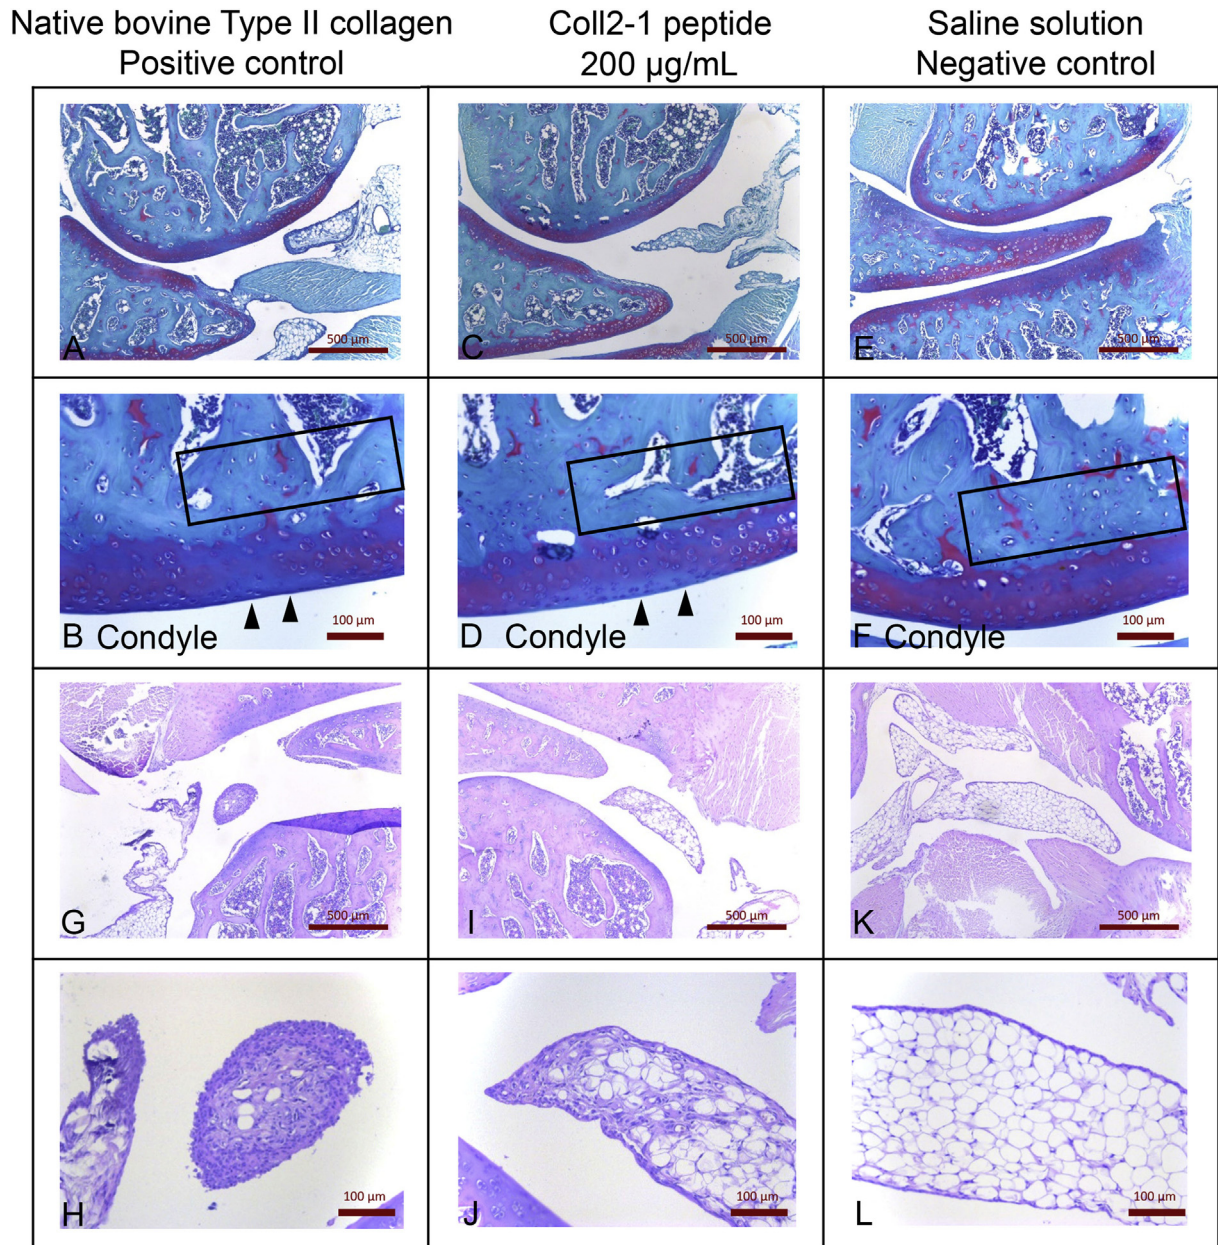 Native bovine Type II collagen
Positive control
Coll2-1 peptide
200 µg/mL
Saline solution
Negative control
A
500 µm
C
500 µm
E
500 µm
B Condyle
100 µm
D Condyle
100 µm
F Condyle
100 µm
G
500 µm
I
500 µm
K
500 µm
H
100 µm
J
100 µm
L
100 µm